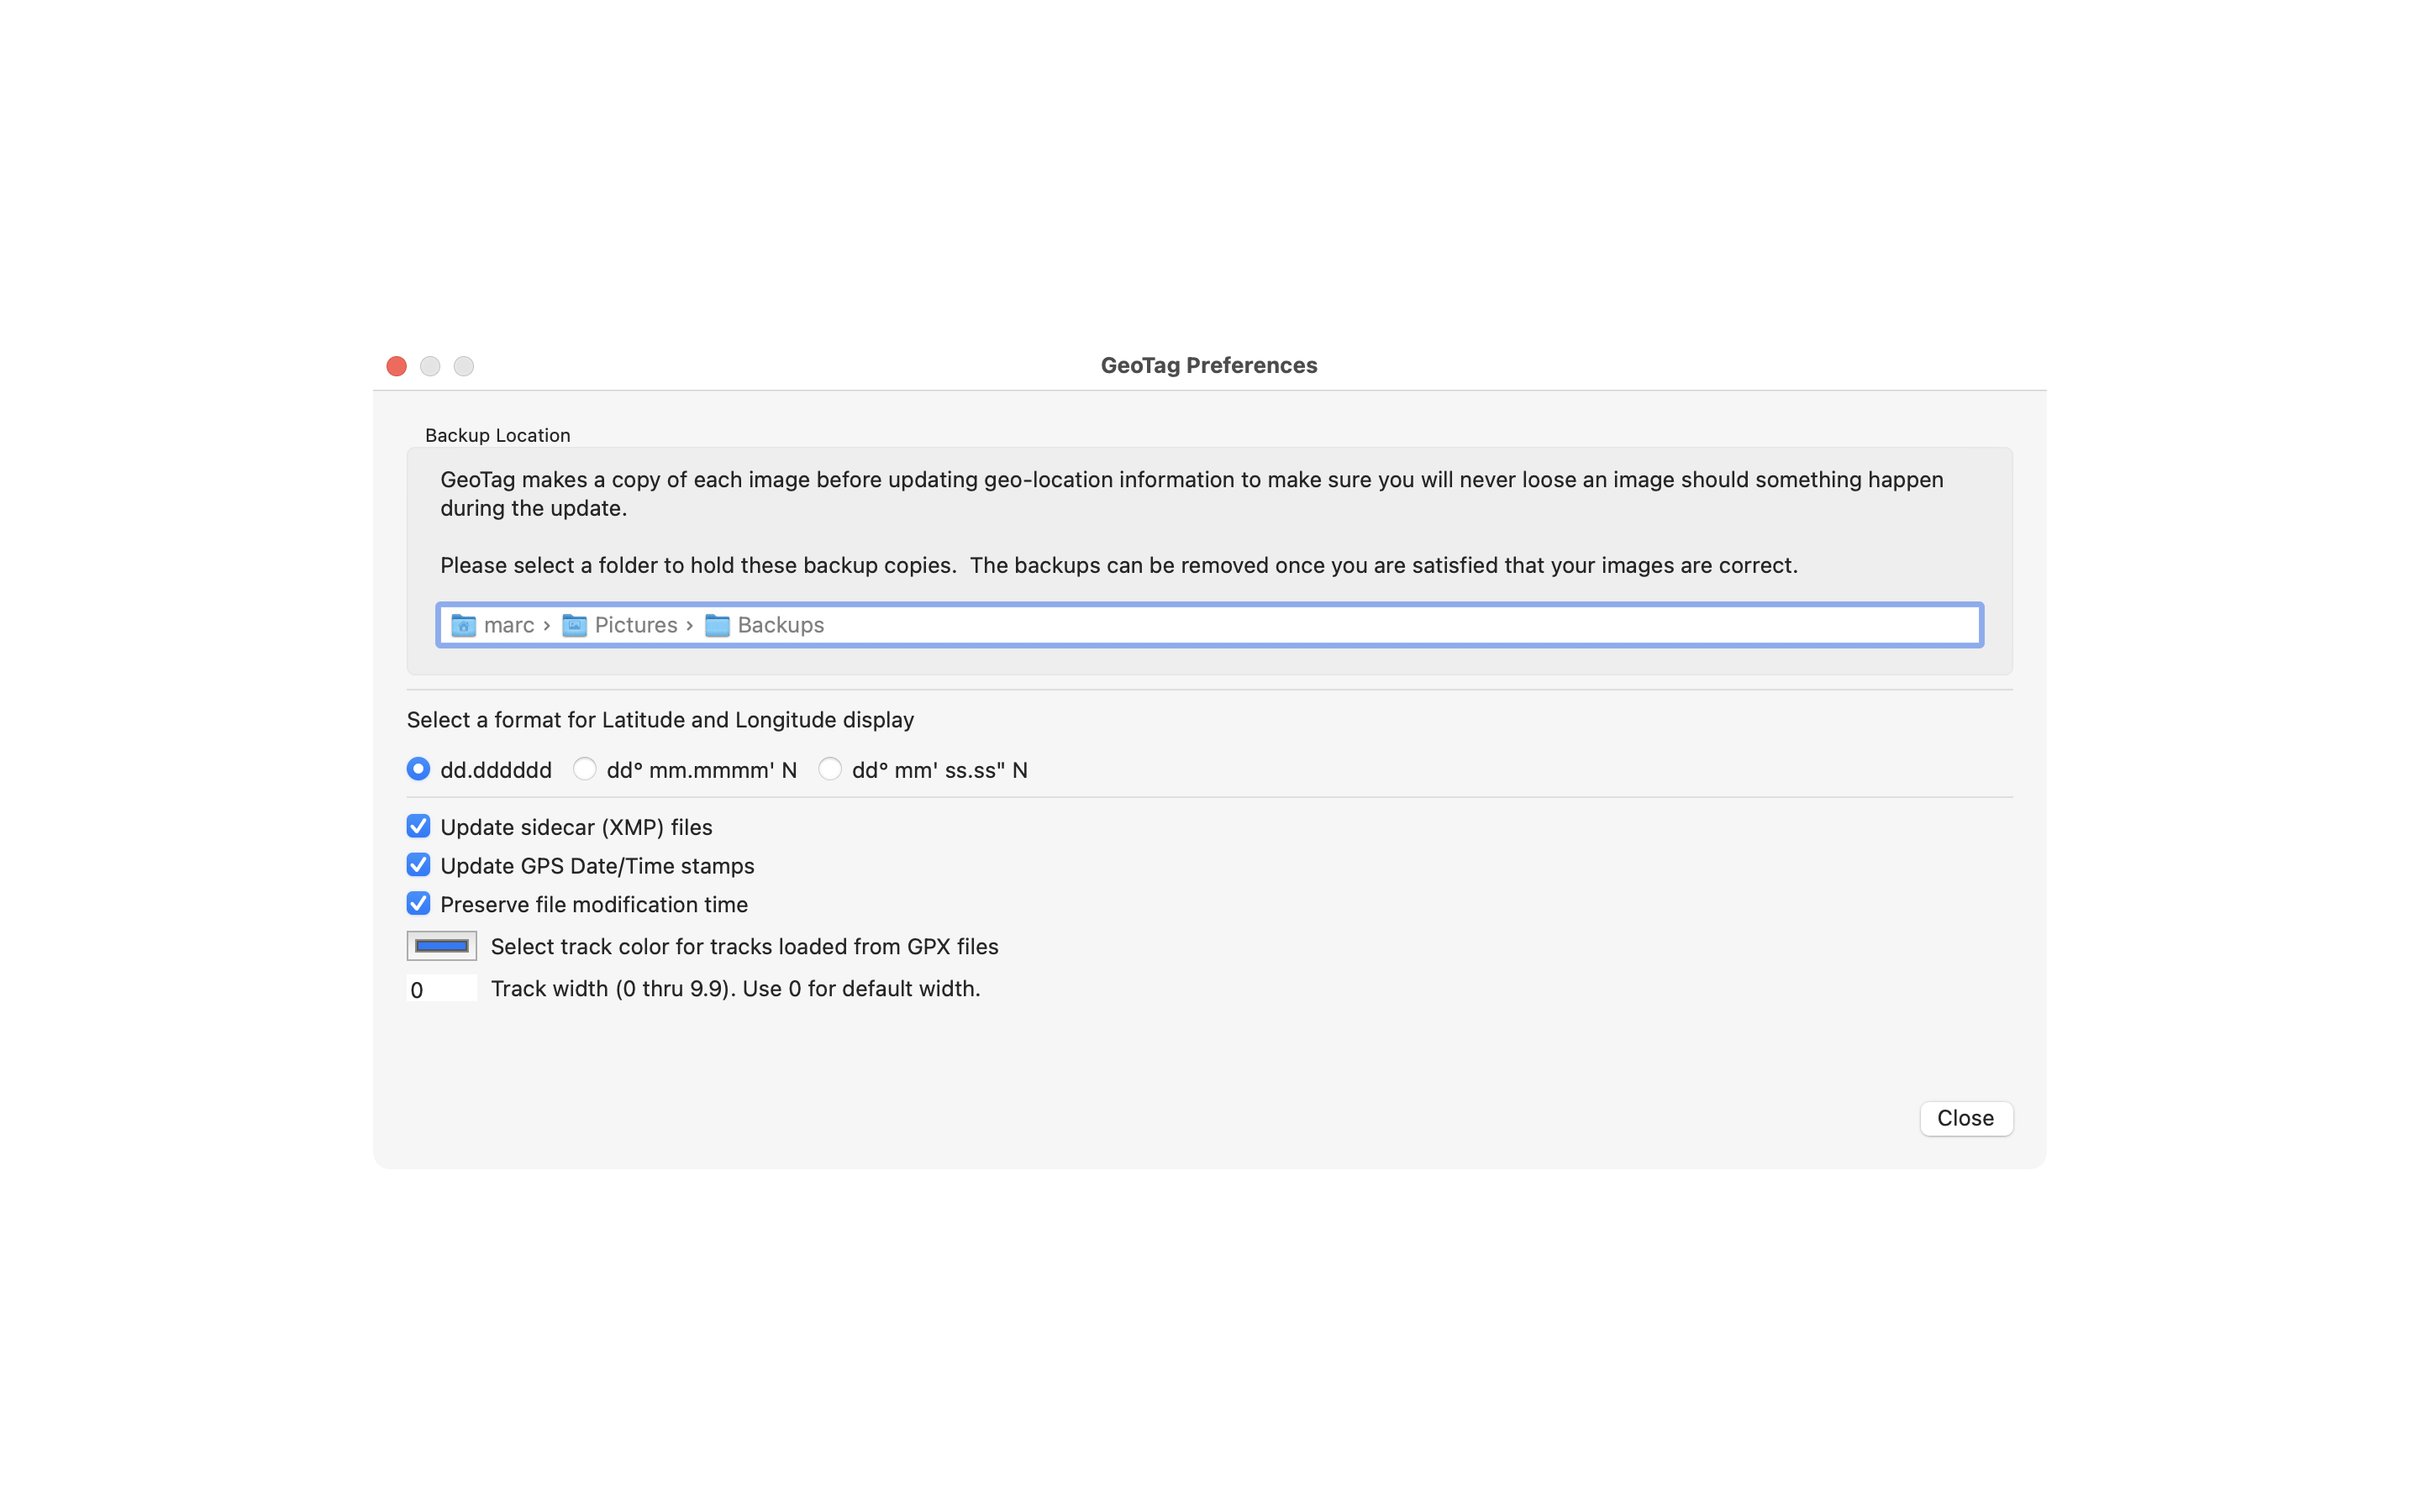 GeoTag Preferences
Backup Location
GeoTag makes a copy of each image before updating geo-location information to make sure you will never loose an image should something happen
during the update.
Please select a folder to hold these backup copies.  The backups can be removed once you are satisfied that your images are correct.
marc › Pictures › Backups
Select a format for Latitude and Longitude display
dd.dddddd dd° mm.mmmm' N dd° mm' ss.ss" N
Update sidecar (XMP) files
Update GPS Date/Time stamps
Preserve file modification time
Select track color for tracks loaded from GPX files
0 Track width (0 thru 9.9). Use 0 for default width.
Close